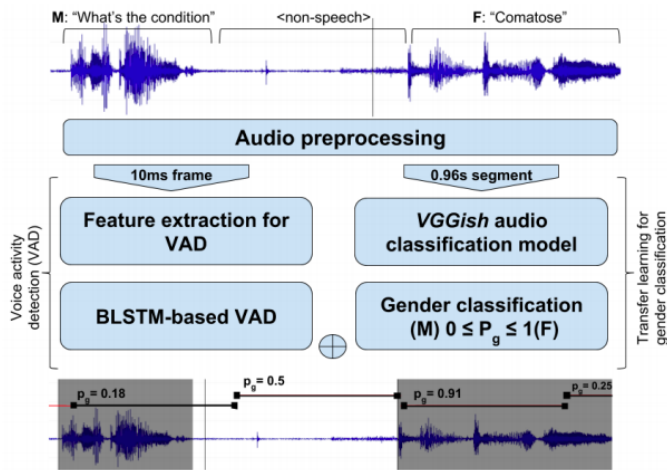 M: “What’s the condition”
<non-speech>
F: “Comatose”
Audio preprocessing
10ms frame
0.96s segment
Voice activity
detection (VAD)
Feature extraction for
VAD
VGGish audio
classification model
BLSTM-based VAD
Gender classification
(M) 0 ≤ Pg ≤ 1(F)
Transfer learning for
gender classification
pg = 0.18
pg = 0.5
pg = 0.91
pg = 0.25